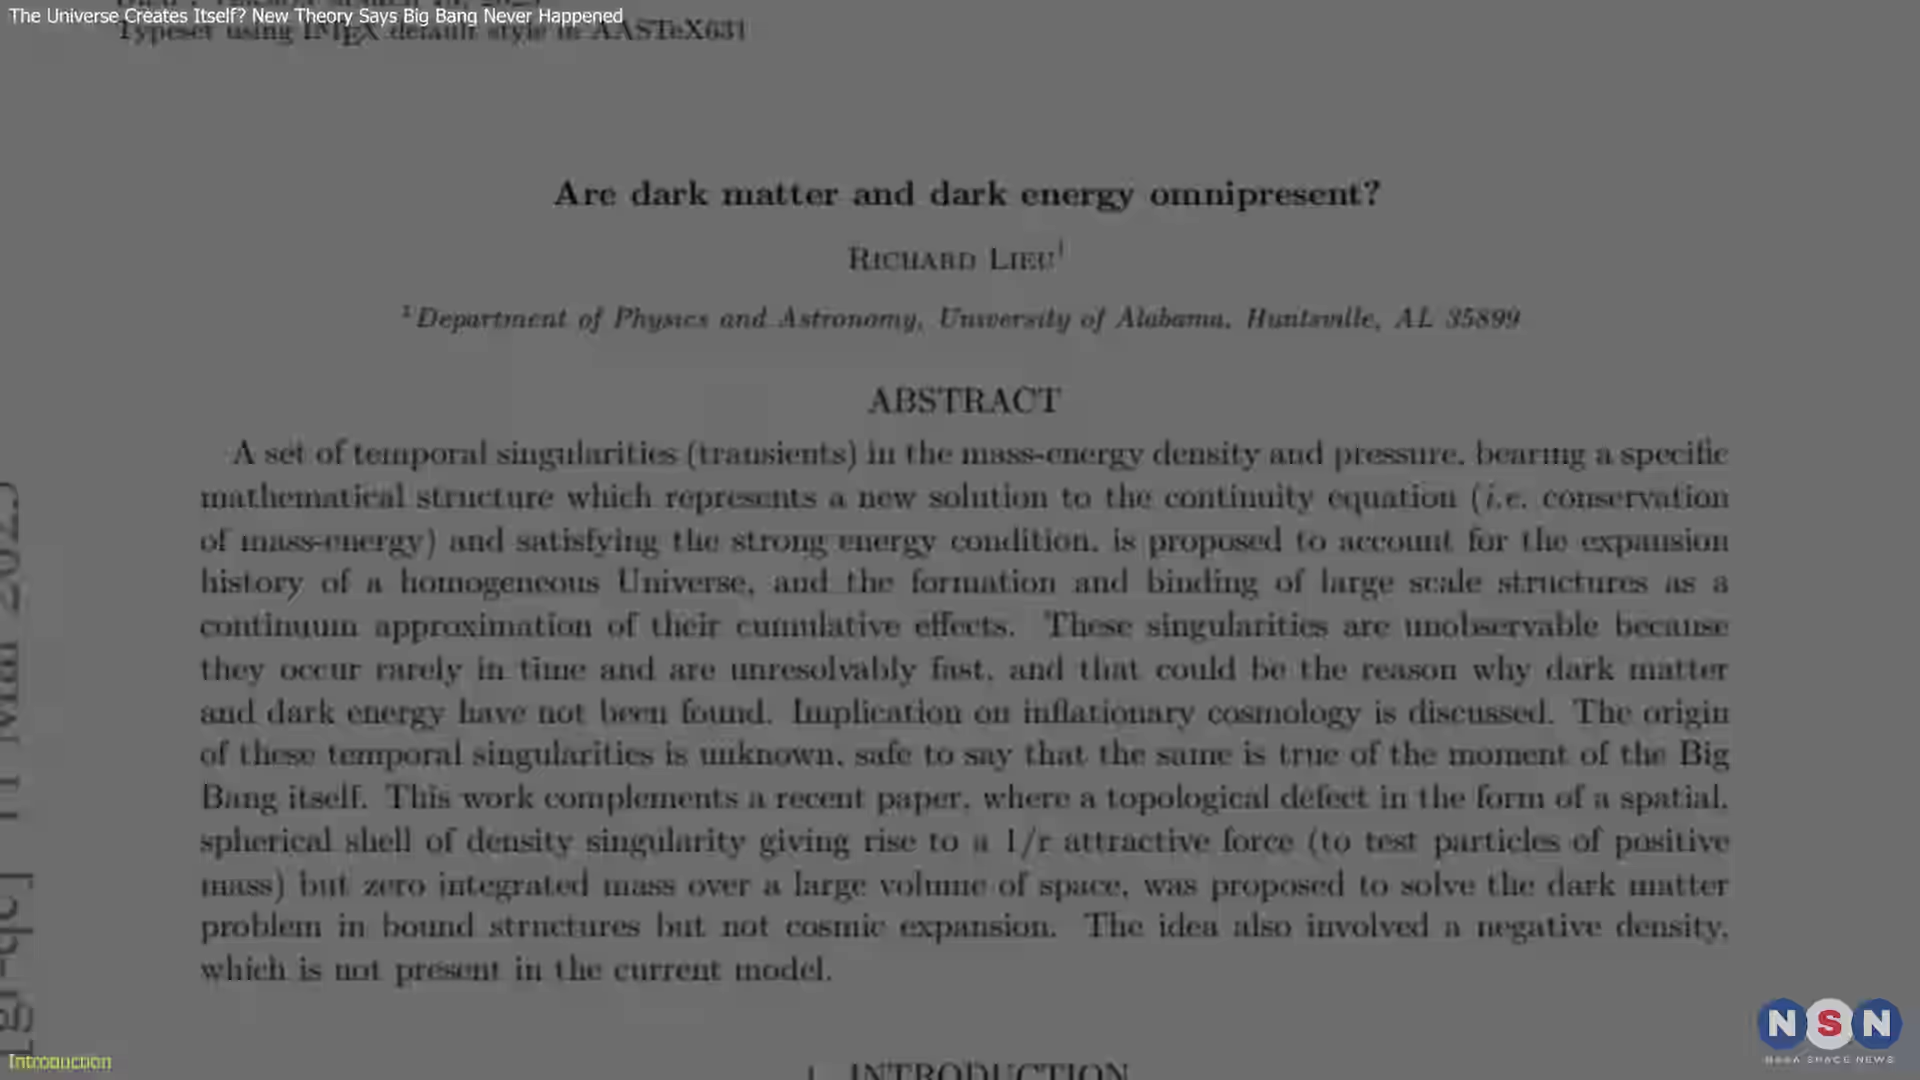 The Universe Creates Itself? New Theory Says Big Bang Never Happened
Typeset using LATEX default style in AASTeX631
Are dark matter and dark energy omnipresent?
Richard Lieu¹
¹Department of Physics and Astronomy, University of Alabama, Huntsville, AL 35899
ABSTRACT
A set of temporal singularities (transients) in the mass-energy density and pressure, bearing a specific
mathematical structure which represents a new solution to the continuity equation (i.e. conservation
of mass-energy) and satisfying the strong energy condition, is proposed to account for the expansion
history of a homogeneous Universe, and the formation and binding of large scale structures as a
continuum approximation of their cumulative effects. These singularities are unobservable because
they occur rarely in time and are unresolvably fast, and that could be the reason why dark matter
and dark energy have not been found. Implication on inflationary cosmology is discussed. The origin
of these temporal singularities is unknown, safe to say that the same is true of the moment of the Big
Bang itself. This work complements a recent paper, where a topological defect in the form of a spatial,
spherical shell of density singularity giving rise to a 1/r attractive force (to test particles of positive
mass) but zero integrated mass over a large volume of space, was proposed to solve the dark matter
problem in bound structures but not cosmic expansion. The idea also involved a negative density,
which is not present in the current model.
1. INTRODUCTION
[gr-qc] 11 Mar 2025
Introduction
NSN
NASA SPACE NEWS